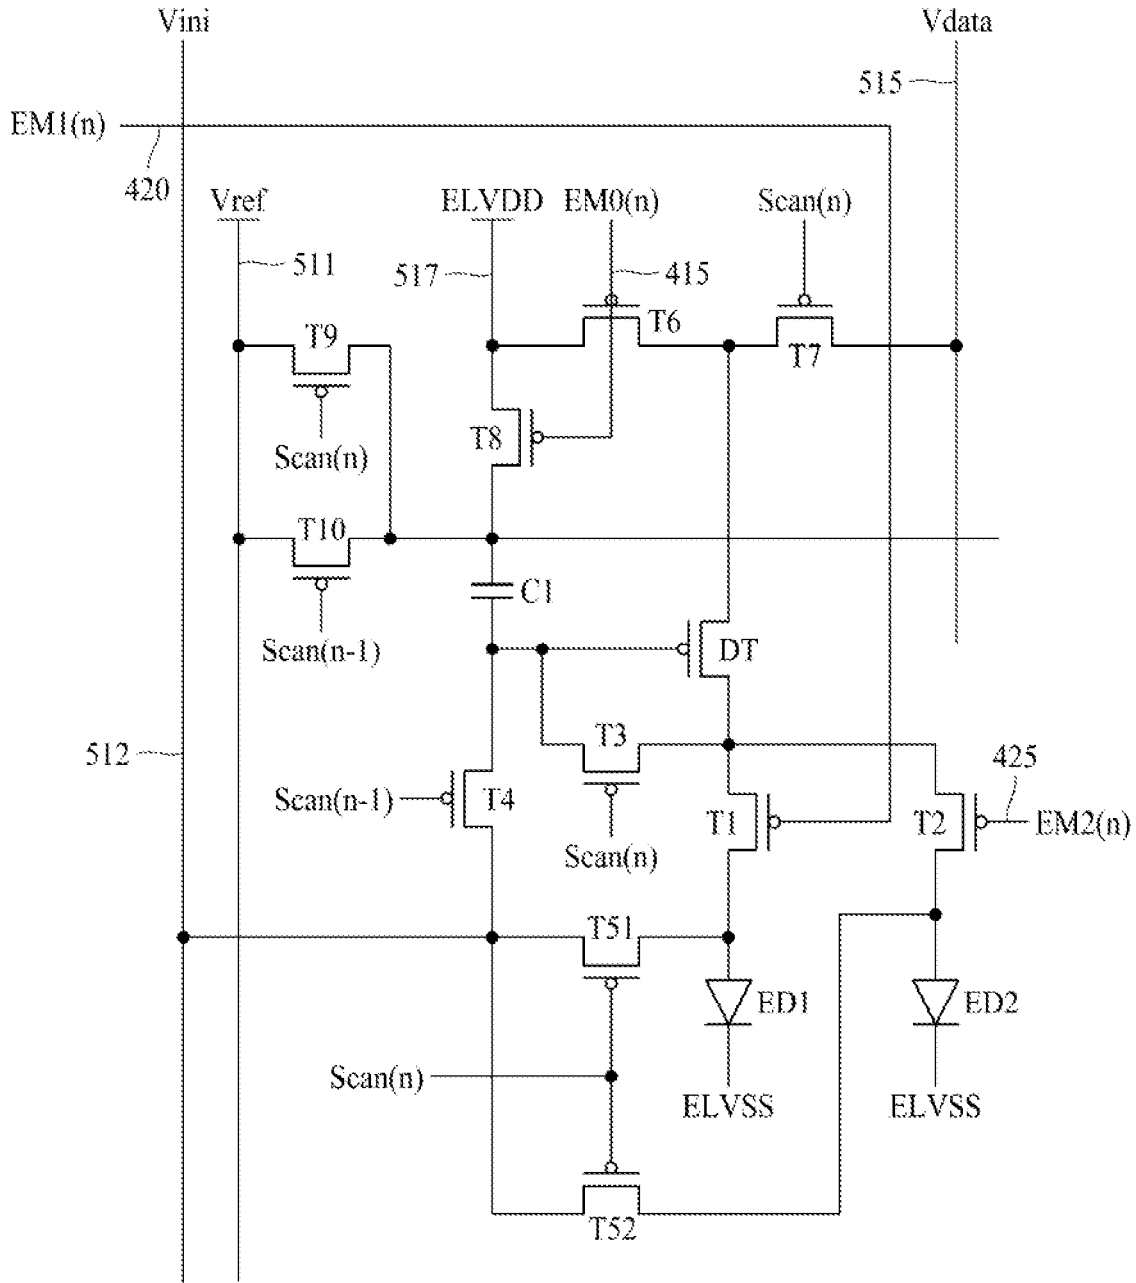 Vini
Vdata
515
EM1(n)
420
Vref
ELVDD
EM0(n)
Scan(n)
511
517
415
T9
T6
T7
T8
Scan(n)
T10
C1
Scan(n-1)
DT
512
T3
425
Scan(n-1)
T4
T1
T2
EM2(n)
Scan(n)
T51
ED1
ED2
Scan(n)
ELVSS
ELVSS
T52